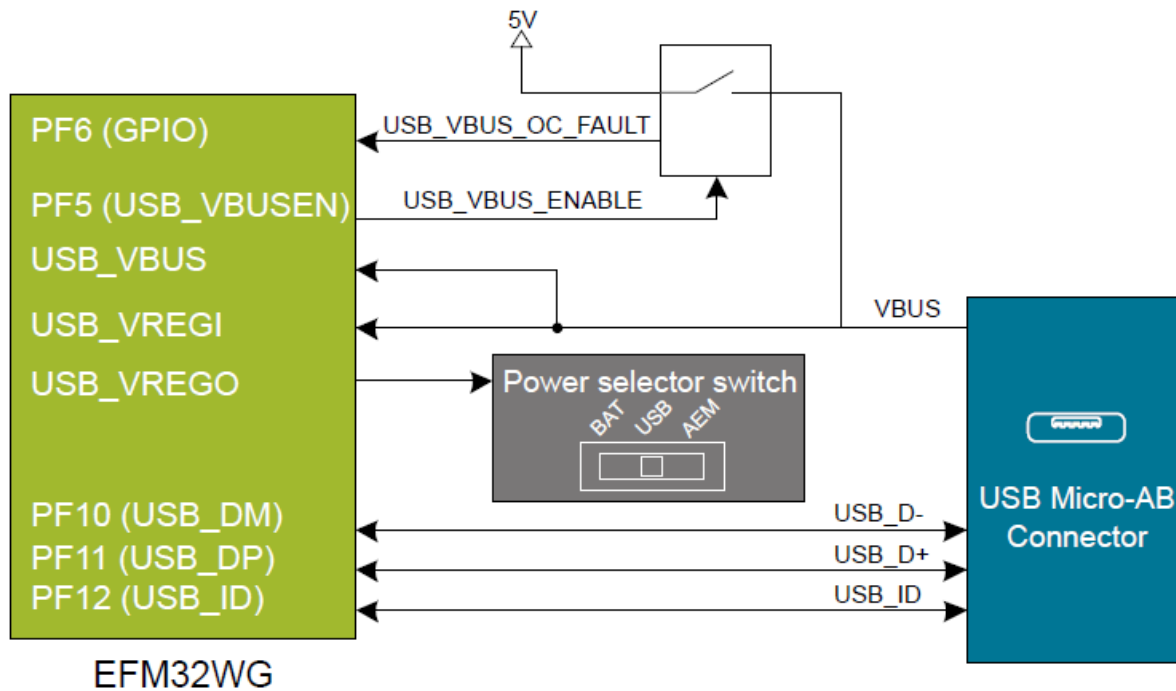 5V
PF6 (GPIO)
USB_VBUS_OC_FAULT
PF5 (USB_VBUSEN)
USB_VBUS_ENABLE
USB_VBUS
USB_VREGI
VBUS
USB_VREGO
Power selector switch
BAT
USB
AEM
PF10 (USB_DM)
USB_D-
PF11 (USB_DP)
USB_D+
PF12 (USB_ID)
USB_ID
USB Micro-AB
Connector
EFM32WG